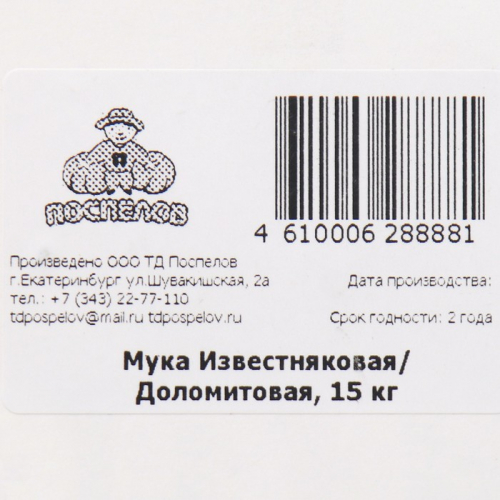 ПОСПЕЛОВ
4 610006 288881
Произведено ООО ТД Поспелов
г.Екатеринбург ул.Шувакишская, 2а
тел.: +7 (343) 22-77-110
tdpospelov@mail.ru tdpospelov.ru
Дата производства:
Срок годности: 2 года
Мука Известняковая/
Доломитовая, 15 кг